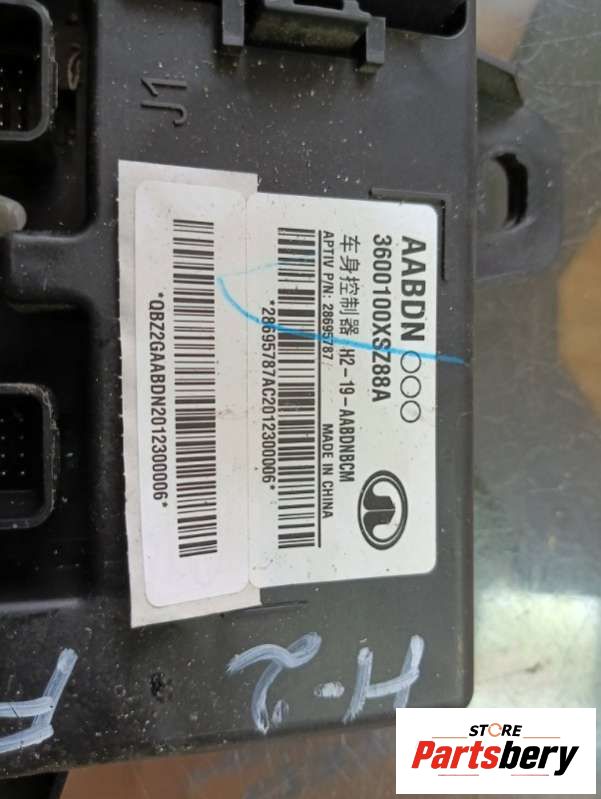 J1
AABDN
3600100XSZ88A
车身控制器 H2-19-AABDNBCM
APTIV P/N: 28695787 MADE IN CHINA
*28695787AC2012300006*
*QBZ2GAABDN2012300006*
H-2
STORE
Partsbery